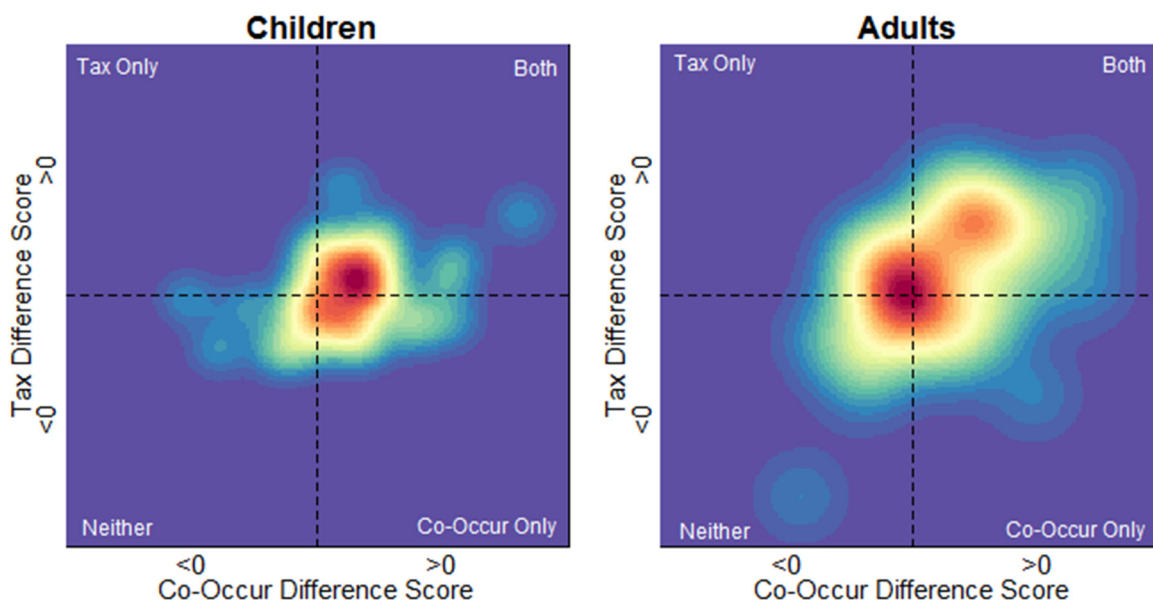 Children
Tax Only
Both
Tax Difference Score
>0
<0
Neither
Co-Occur Only
<0
>0
Co-Occur Difference Score
Adults
Tax Only
Both
Tax Difference Score
>0
<0
Neither
Co-Occur Only
<0
>0
Co-Occur Difference Score